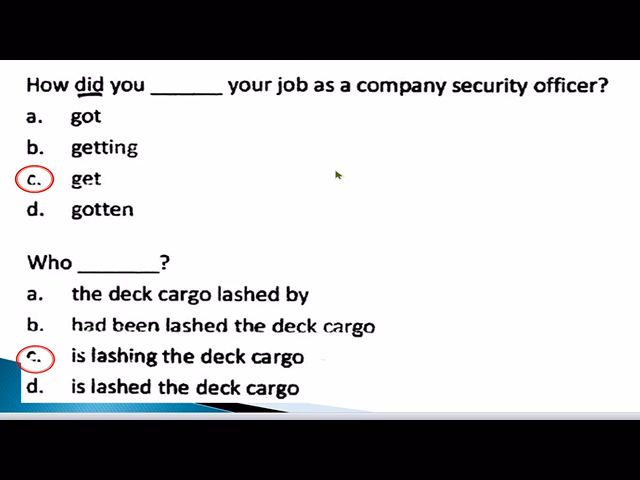 How did you _______ your job as a company security officer?
a. got
b. getting
c. get
d. gotten
Who ________?
a. the deck cargo lashed by
b. had been lashed the deck cargo
c. is lashing the deck cargo
d. is lashed the deck cargo